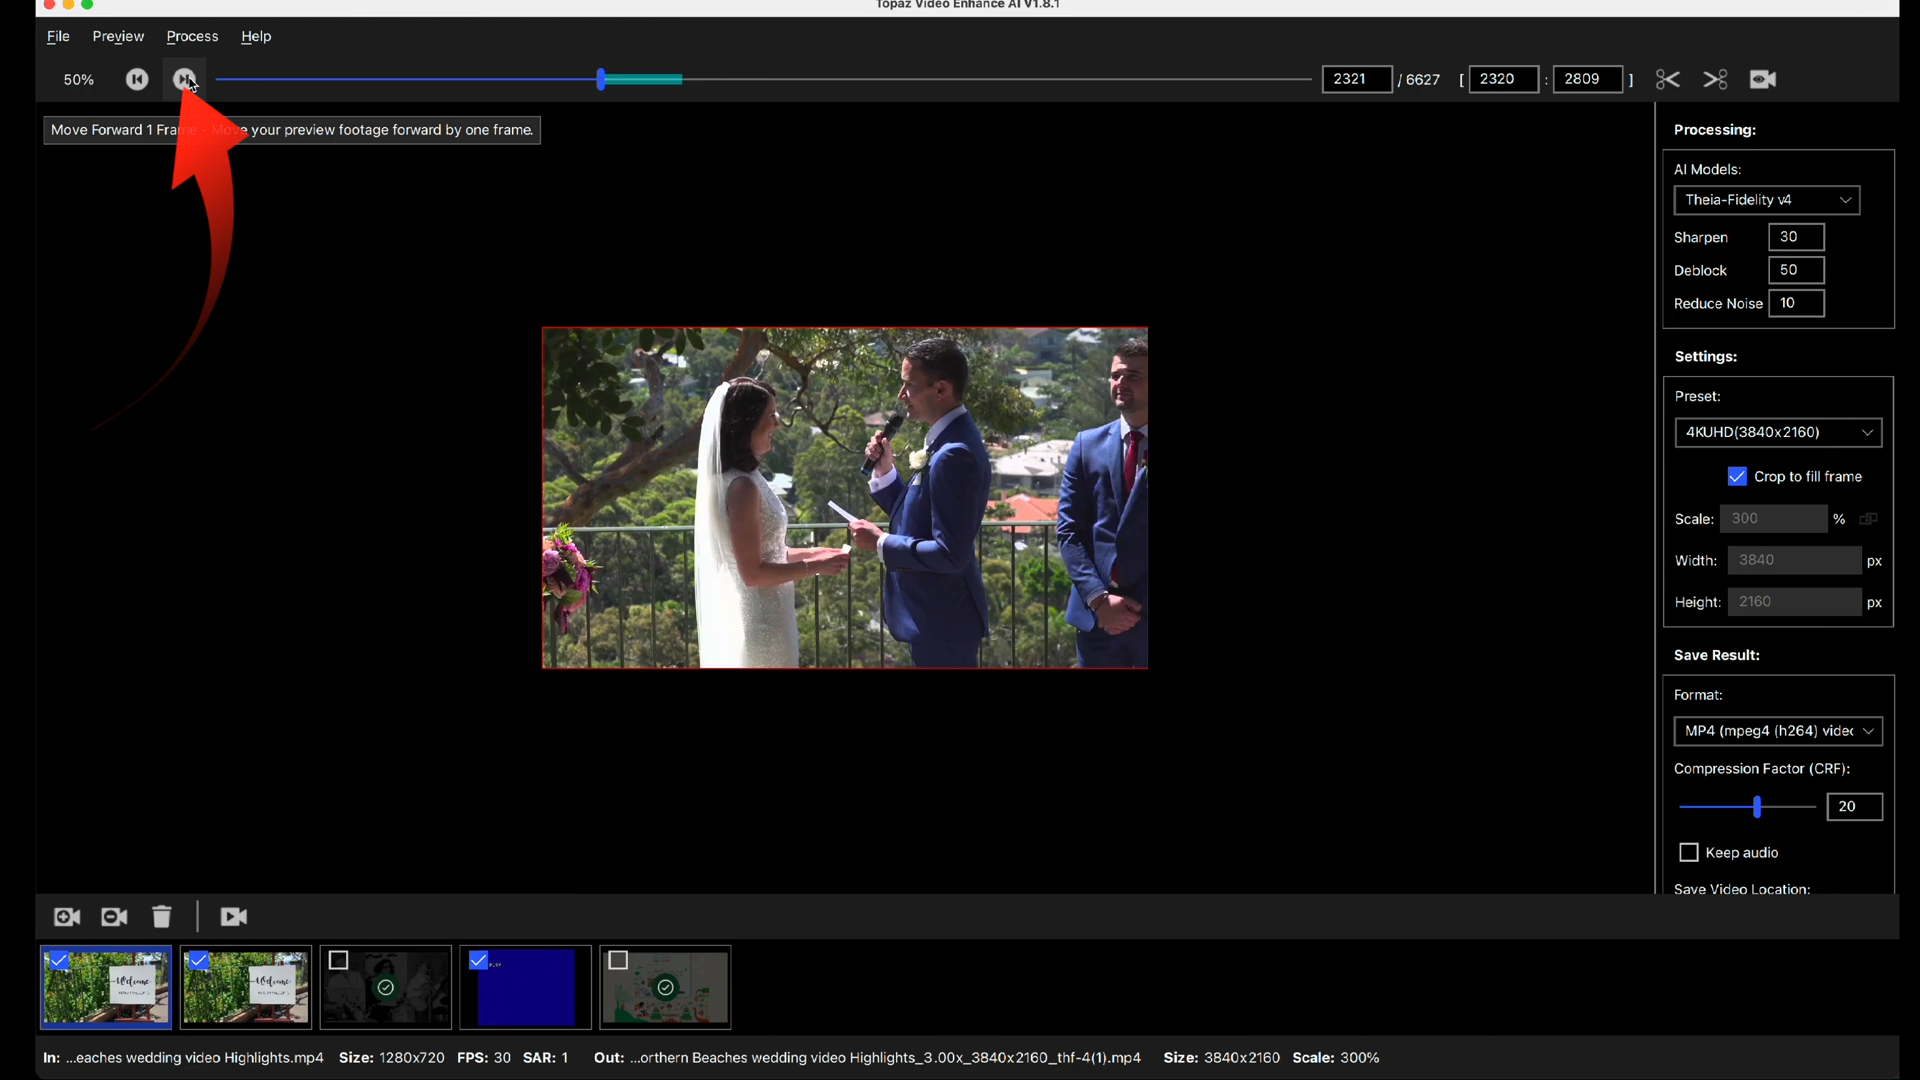 Topaz Video Enhance AI V1.8.1
File Preview Process Help
50% 2321 / 6627 [ 2320 : 2809 ]
Move Forward 1 Fra - Move your preview footage forward by one frame.
Processing:
AI Models:
Theia-Fidelity v4
Sharpen 30
Deblock 50
Reduce Noise 10
Settings:
Preset:
4KUHD(3840x2160)
Crop to fill frame
Scale: 300 %
Width: 3840 px
Height: 2160 px
Save Result:
Format:
MP4 (mpeg4 (h264) videc
Compression Factor (CRF):
20
Keep audio
Save Video Location:
Welcome
Welcome
PLAY
In: ...eaches wedding video Highlights.mp4 Size: 1280x720 FPS: 30 SAR: 1 Out: ...orthern Beaches wedding video Highlights_3.00x_3840x2160_thf-4(1).mp4 Size: 3840x2160 Scale: 300%